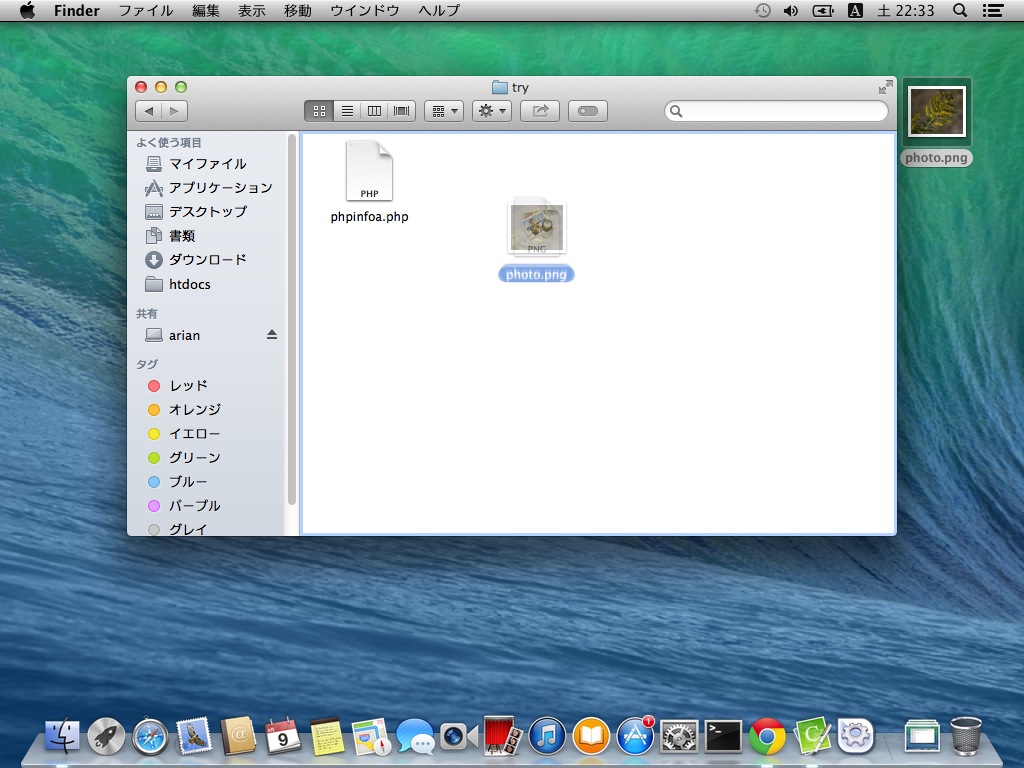 Finder ファイル 編集 表示 移動 ウインドウ ヘルプ A 土 22:33
try
よく使う項目
マイファイル
アプリケーション
デスクトップ
書類
ダウンロード
htdocs
共有
arian
タグ
レッド
オレンジ
イエロー
グリーン
ブルー
パープル
グレイ
PHP
phpinfoa.php
PNG
photo.png
photo.png
9
1